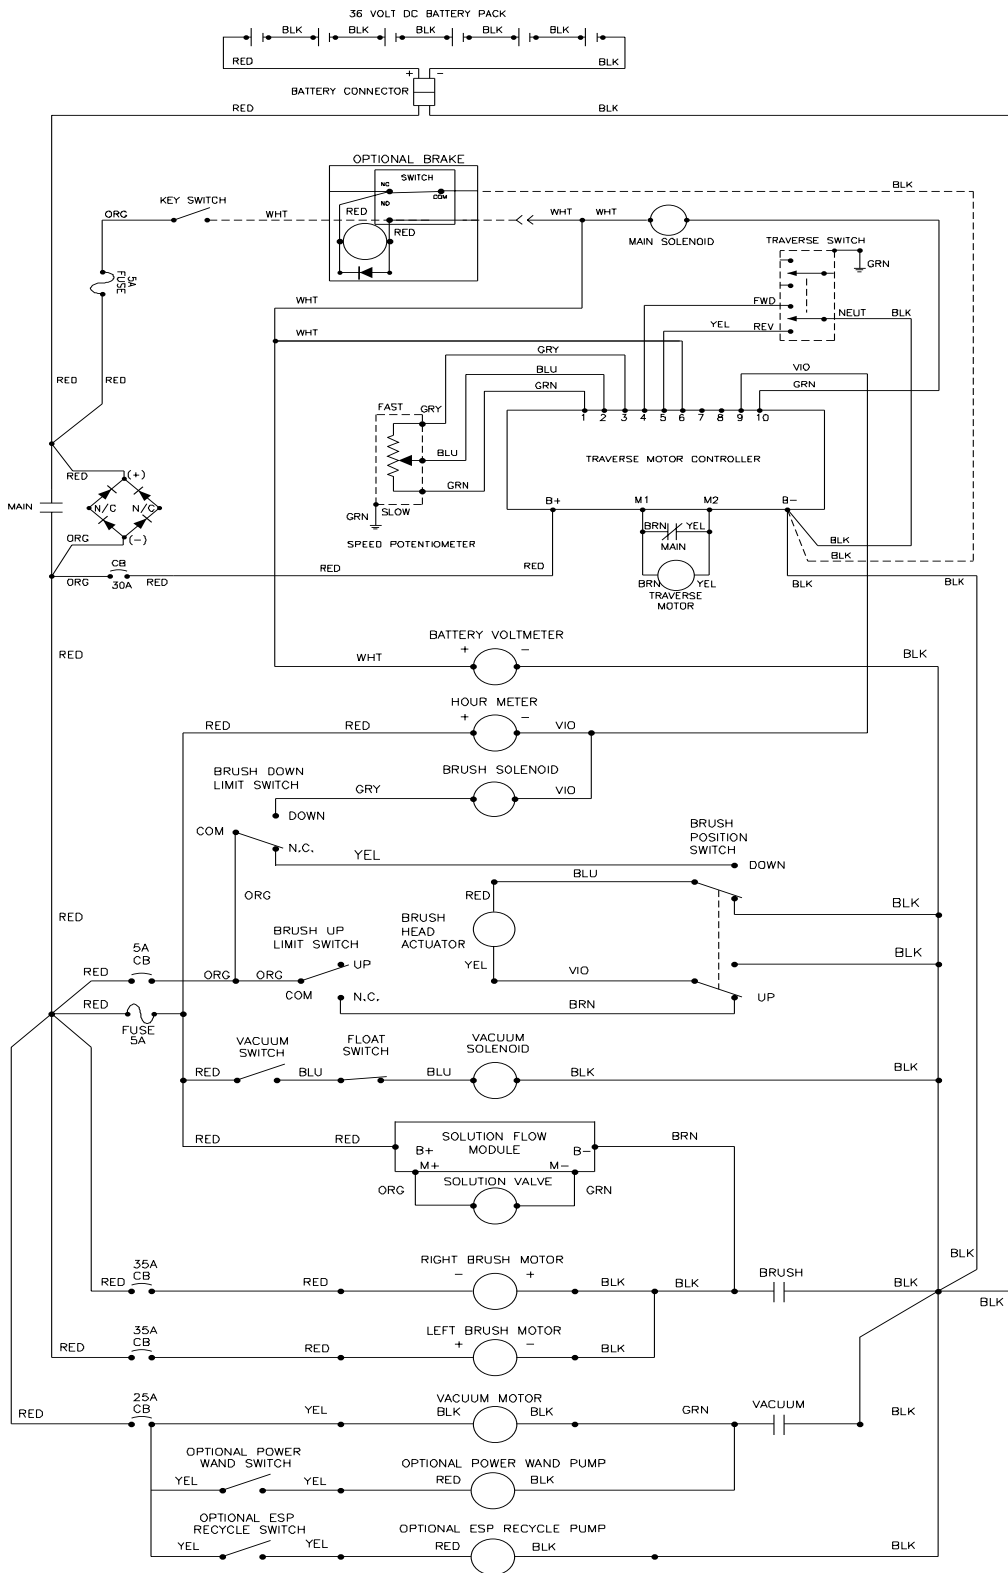 36 VOLT DC BATTERY PACK
BLK BLK BLK BLK BLK
RED BLK
+ −
BATTERY CONNECTOR
RED BLK
OPTIONAL BRAKE
SWITCH
NC
COM
NO
BLK
KEY SWITCH
ORG WHT RED WHT WHT
RED
MAIN SOLENOID
TRAVERSE SWITCH
GRN
5A
FUSE
WHT
FWD
NEUT BLK
WHT
YEL REV
GRY
BLU
GRN
VIO
GRN
RED RED
FAST
GRY
1 2 3 4 5 6 7 8 9 10
BLU
TRAVERSE MOTOR CONTROLLER
RED (+)
GRN
MAIN
N/C N/C
B+ M1 M2 B−
SLOW
GRN
ORG (−)
BRN YEL
MAIN
BLK
BLK
SPEED POTENTIOMETER
CB
ORG 30A RED
RED
BRN YEL
BLK BLK
TRAVERSE
MOTOR
BATTERY VOLTMETER
RED
WHT + − BLK
HOUR METER
RED RED + − VIO
BRUSH DOWN
LIMIT SWITCH
BRUSH SOLENOID
GRY VIO
DOWN
COM
N.C.
BRUSH
POSITION
SWITCH
YEL
DOWN
BLU
ORG
RED
BLK
RED
BRUSH
HEAD
ACTUATOR
BRUSH UP
LIMIT SWITCH
5A
CB
BLK
RED ORG ORG
UP
YEL
VIO
COM N.C.
UP
RED
BRN
FUSE
5A
VACUUM
SWITCH
FLOAT
SWITCH
VACUUM
SOLENOID
RED BLU BLU BLK
SOLUTION FLOW
MODULE
RED RED B+ B− BRN
M+ M−
SOLUTION VALVE
ORG GRN
BLK
35A
CB
RIGHT BRUSH MOTOR
− +
BRUSH
RED RED BLK BLK BLK
BLK
35A
CB
LEFT BRUSH MOTOR
+ −
RED RED BLK
25A
CB
VACUUM MOTOR
VACUUM
RED YEL BLK BLK GRN BLK
OPTIONAL POWER
WAND SWITCH
OPTIONAL POWER WAND PUMP
YEL YEL RED BLK
OPTIONAL ESP
RECYCLE SWITCH
OPTIONAL ESP RECYCLE PUMP
YEL YEL RED BLK BLK